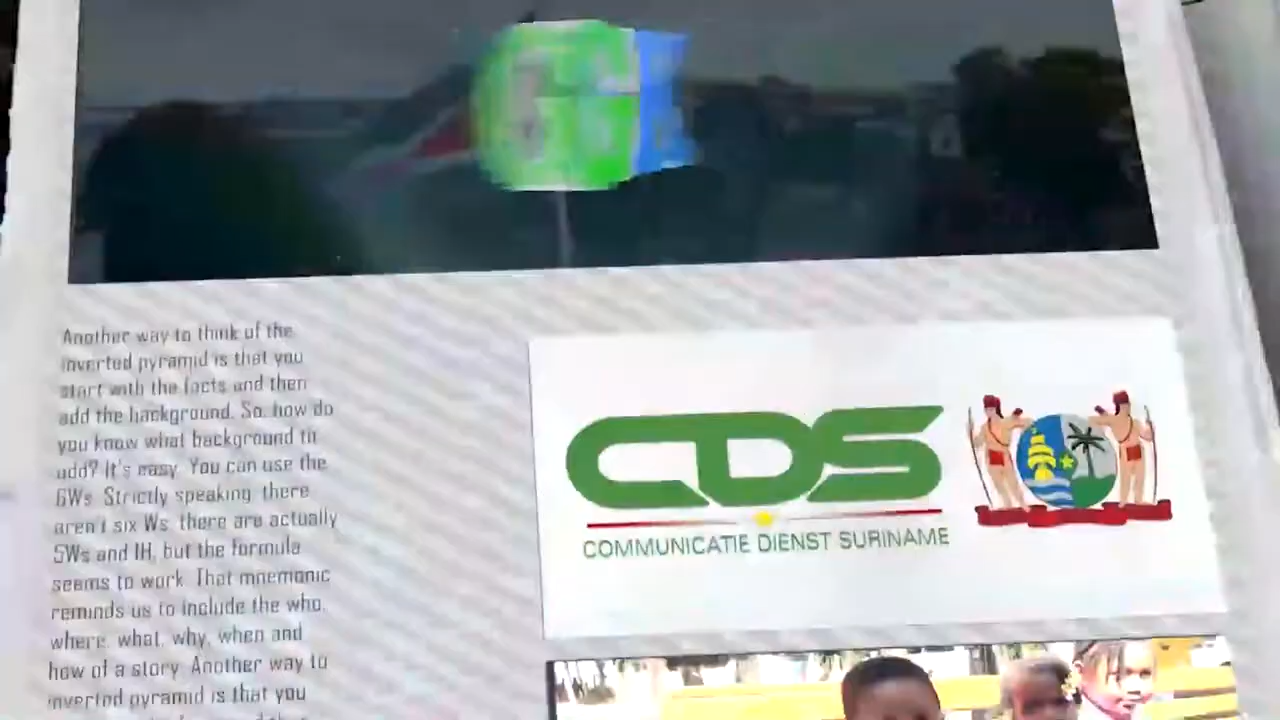 Another way to think of the
inverted pyramid is that you
start with the facts and then
add the background. So, how do
you know what background to
add? It's easy. You can use the
6Ws. Strictly speaking, there
aren't six Ws, there are actually
5Ws and 1H, but the formula
seems to work. That mnemonic
reminds us to include the who,
where, what, why, when and
how of a story. Another way to
inverted pyramid is that you
CDS
COMMUNICATIE DIENST SURINAME